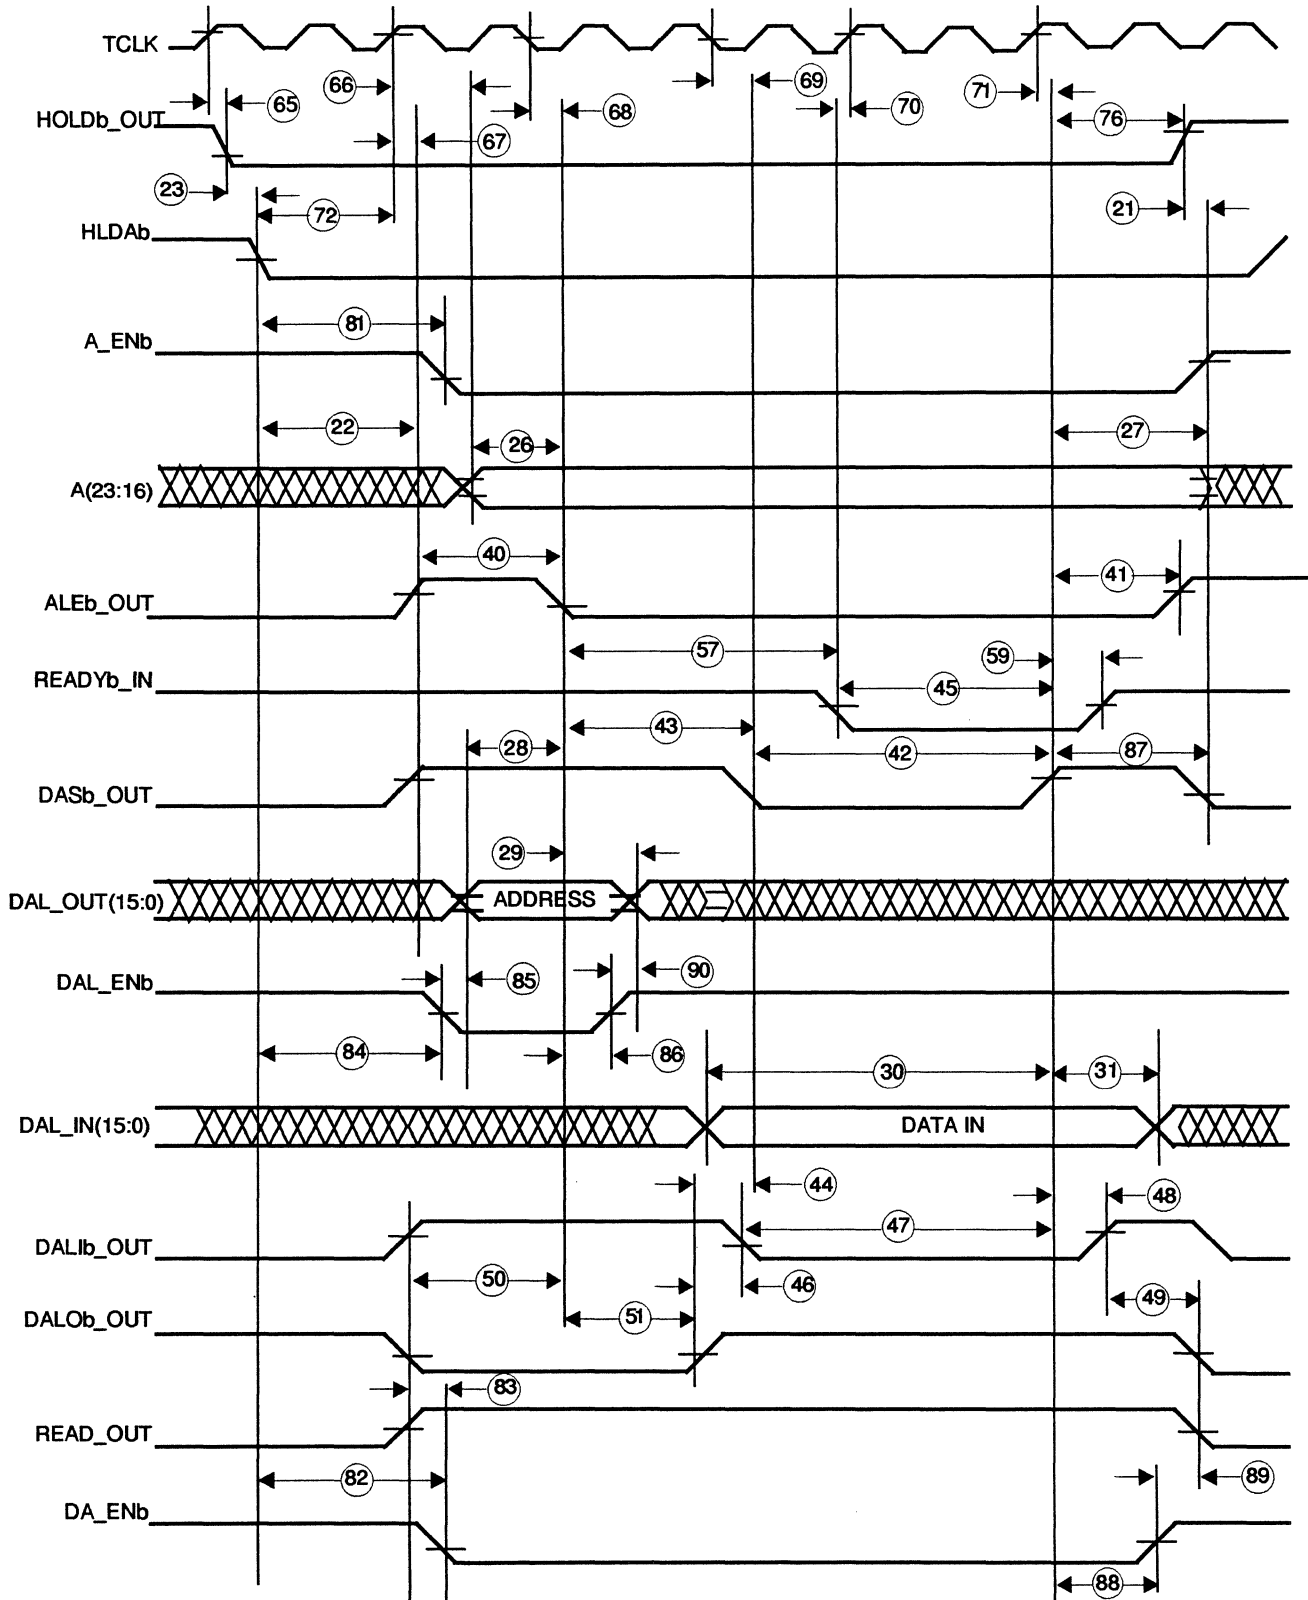 TCLK
66
69
71
65
70
76
HOLDb_OUT
68
67
23
72
21
HLDAb
81
A_ENb
22
27
26
A(23:16)
40
41
ALEb_OUT
57
59
READYb_IN
45
43
28
42
87
DASb_OUT
29
DAL_OUT(15:0)
ADDRESS
85
90
DAL_ENb
84
86
30
31
DAL_IN(15:0)
DATA IN
44
48
47
DALIb_OUT
50
46
49
51
DALOb_OUT
83
READ_OUT
82
89
DA_ENb
88